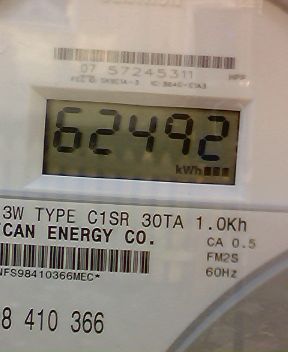 07 57245311
62492
kWh
3W TYPE C1SR 30TA 1.0Kh
CAN ENERGY CO.
CA 0.5
FM2S
60Hz
NFS98410366MEC*
8 410 366